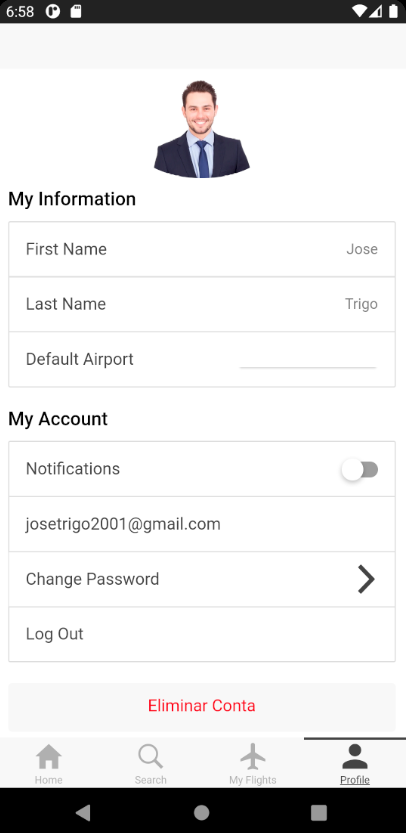 6:58
My Information
First Name Jose
Last Name Trigo
Default Airport
My Account
Notifications
josetrigo2001@gmail.com
Change Password
Log Out
Eliminar Conta
Home Search My Flights Profile